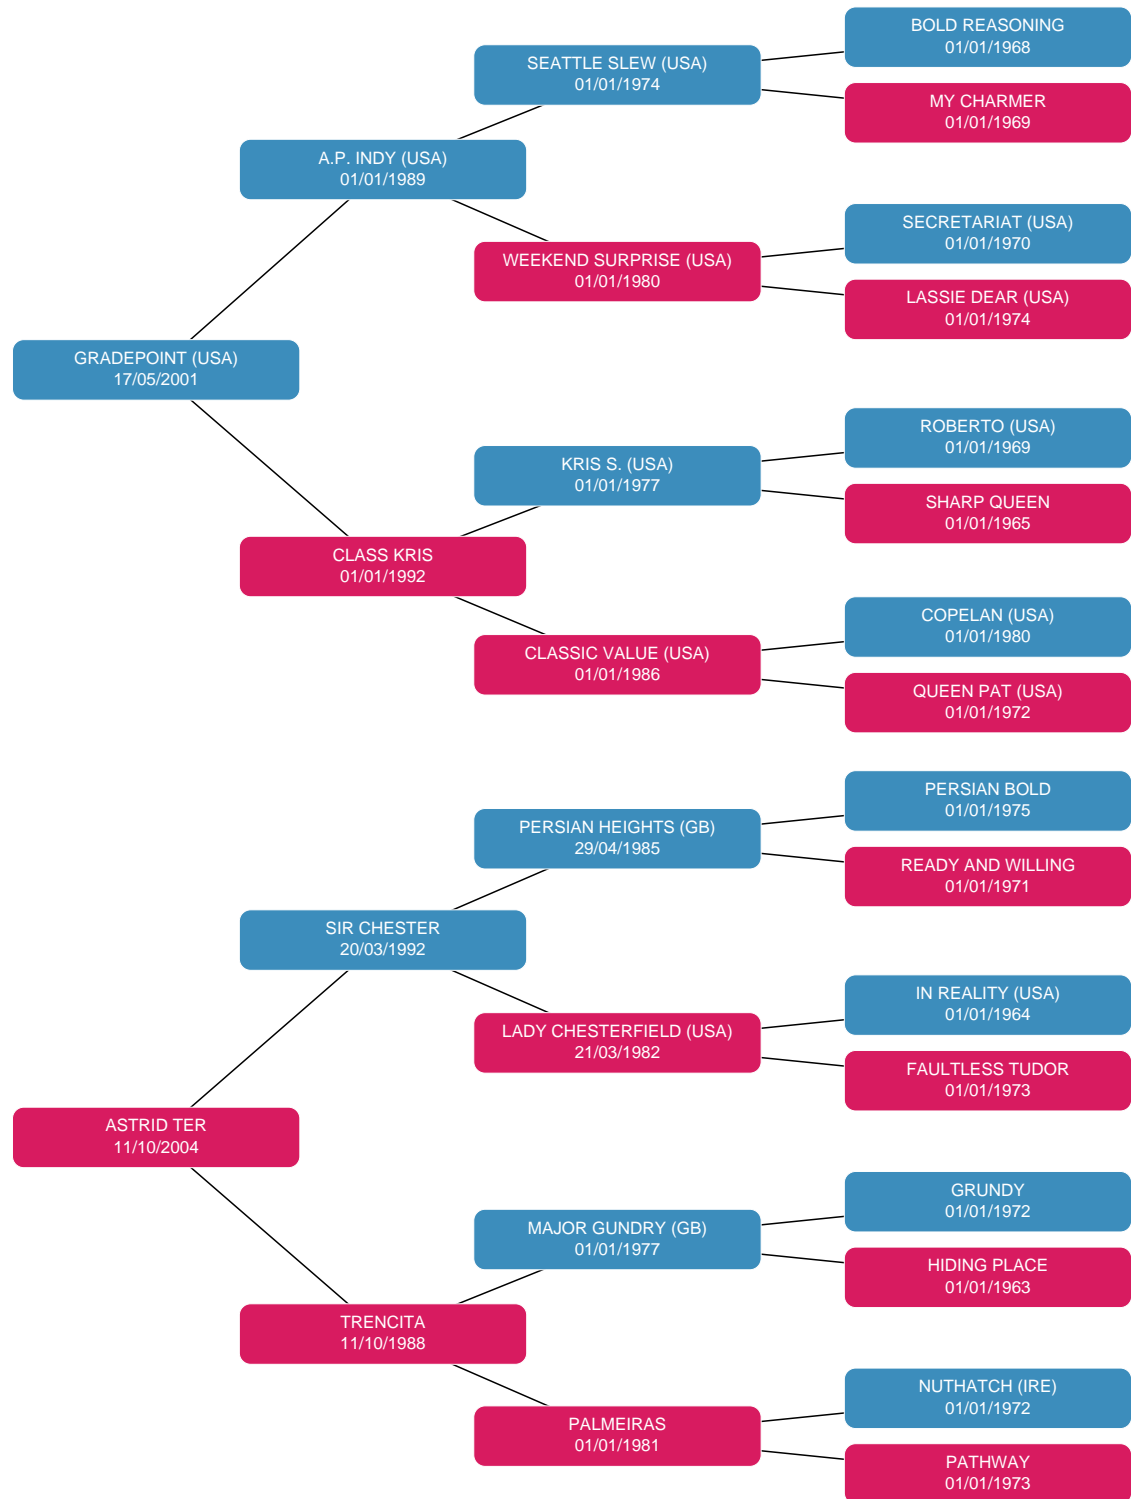 BOLD REASONING
01/01/1968
SEATTLE SLEW (USA)
01/01/1974
MY CHARMER
01/01/1969
A.P. INDY (USA)
01/01/1989
SECRETARIAT (USA)
01/01/1970
WEEKEND SURPRISE (USA)
01/01/1980
LASSIE DEAR (USA)
01/01/1974
GRADEPOINT (USA)
17/05/2001
ROBERTO (USA)
01/01/1969
KRIS S. (USA)
01/01/1977
SHARP QUEEN
01/01/1965
CLASS KRIS
01/01/1992
COPELAN (USA)
01/01/1980
CLASSIC VALUE (USA)
01/01/1986
QUEEN PAT (USA)
01/01/1972
PERSIAN BOLD
01/01/1975
PERSIAN HEIGHTS (GB)
29/04/1985
READY AND WILLING
01/01/1971
SIR CHESTER
20/03/1992
IN REALITY (USA)
01/01/1964
LADY CHESTERFIELD (USA)
21/03/1982
FAULTLESS TUDOR
01/01/1973
ASTRID TER
11/10/2004
GRUNDY
01/01/1972
MAJOR GUNDRY (GB)
01/01/1977
HIDING PLACE
01/01/1963
TRENCITA
11/10/1988
NUTHATCH (IRE)
01/01/1972
PALMEIRAS
01/01/1981
PATHWAY
01/01/1973